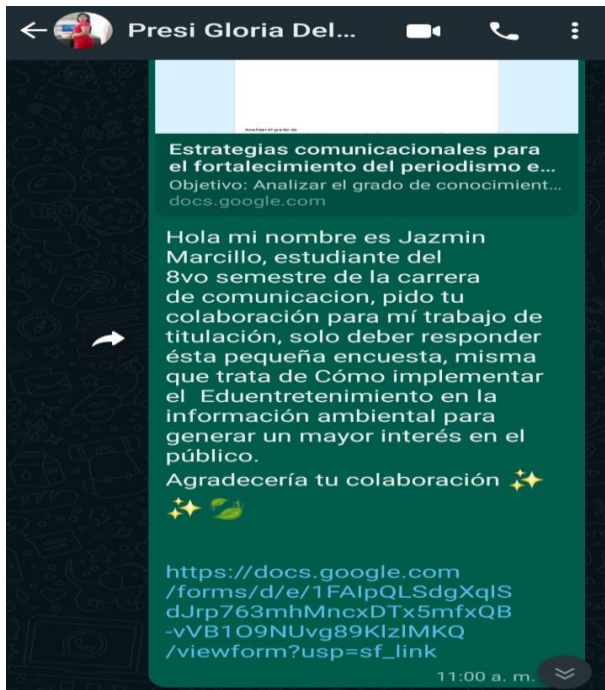 Presi Gloria Del...
Analizar el grado de
Estrategias comunicacionales para
el fortalecimiento del periodismo e...
Objetivo: Analizar el grado de conocimient...
docs.google.com
Hola mi nombre es Jazmin
Marcillo, estudiante del
8vo semestre de la carrera
de comunicacion, pido tu
colaboración para mí trabajo de
titulación, solo deber responder
ésta pequeña encuesta, misma
que trata de Cómo implementar
el Eduentretenimiento en la
información ambiental para
generar un mayor interés en el
público.
Agradecería tu colaboración ✨
✨ 🍃
https://docs.google.com
/forms/d/e/1FAIpQLSdgXqlS
dJrp763mhMncxDTx5mfxQB
-vVB1O9NUvg89KlzIMKQ
/viewform?usp=sf_link
11:00 a. m.